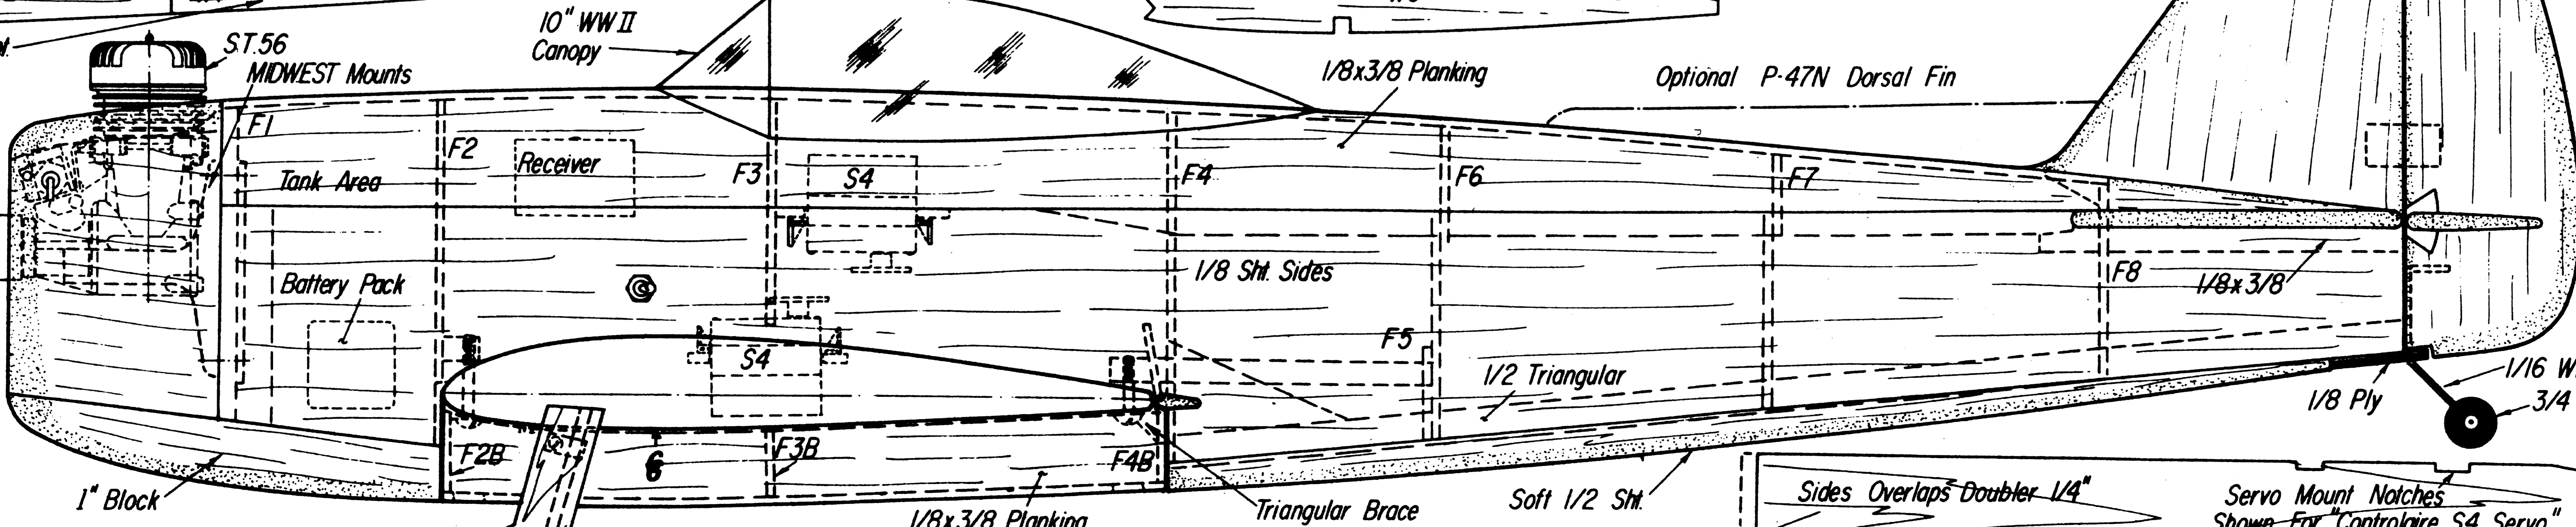 10" WW II
Canopy
S.T.56
MIDWEST Mounts
1/8x3/8 Planking
Optional P-47N Dorsal Fin
F1
F2
Receiver
F3
S4
F4
F6
F7
Tank Area
Battery Pack
1/8 Sht. Sides
F8
1/8x3/8
S4
F5
1/2 Triangular
1/8 Ply
1/16
3/4
F2B
F3B
F4B
1" Block
1/8x3/8 Planking
Triangular Brace
Soft 1/2 Sht.
Sides Overlaps Doubler 1/4"
Servo Mount Notches
Shown For "Controlaire S4 Servo"